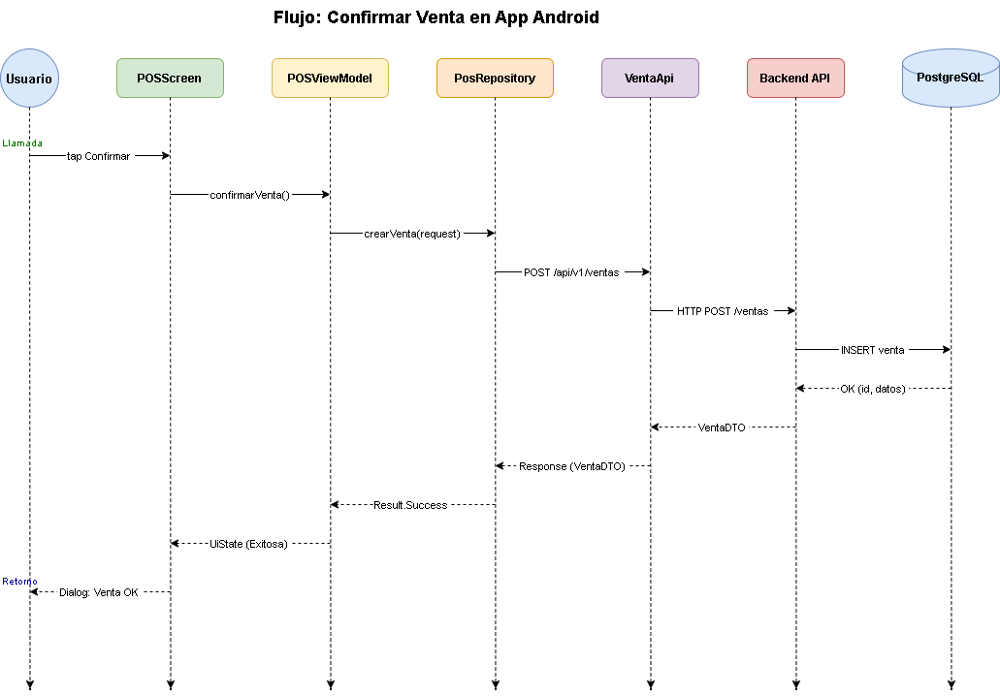 Flujo: Confirmar Venta en App Android
Usuario
POSScreen
POSViewModel
PosRepository
VentaApi
Backend API
PostgreSQL
Llamada
tap Confirmar
confirmarVenta()
crearVenta(request)
POST /api/v1/ventas
HTTP POST /ventas
INSERT venta
OK (id, datos)
VentaDTO
Response (VentaDTO)
Result.Success
UiState (Exitosa)
Retorno
Dialog: Venta OK